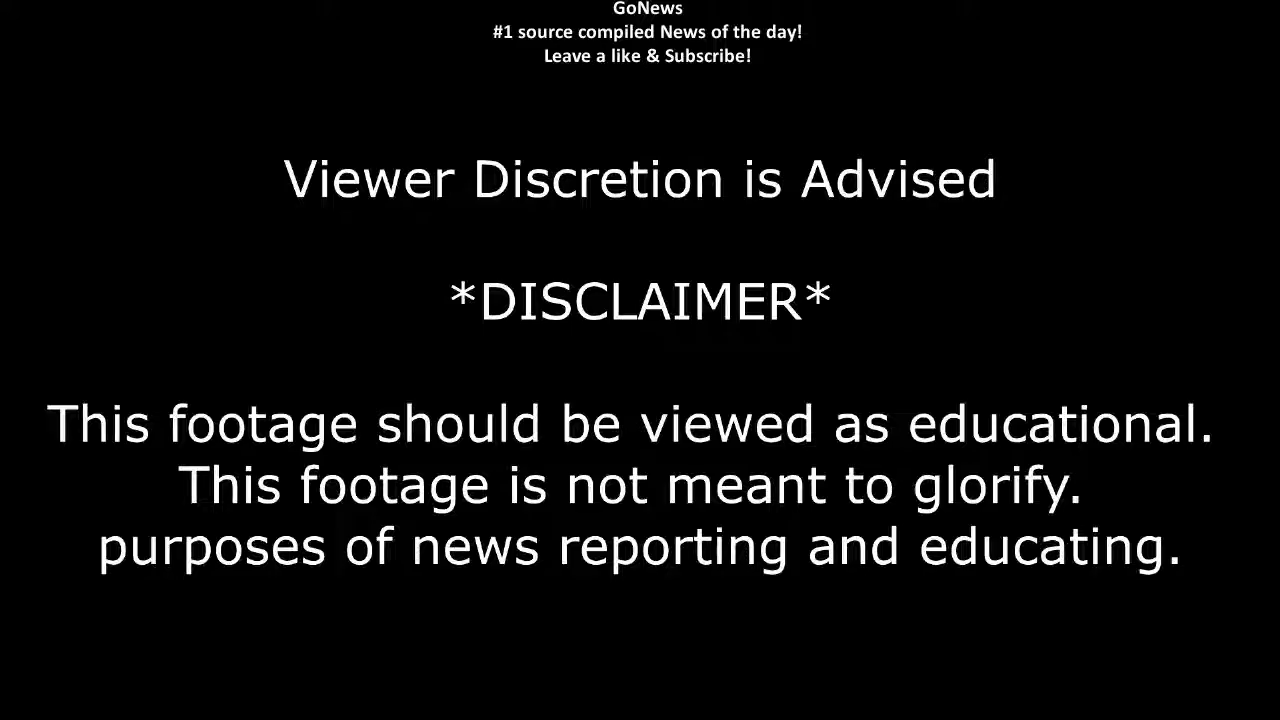 GoNews
#1 source compiled News of the day!
Leave a like & Subscribe!
Viewer Discretion is Advised
*DISCLAIMER*
This footage should be viewed as educational.
This footage is not meant to glorify.
purposes of news reporting and educating.